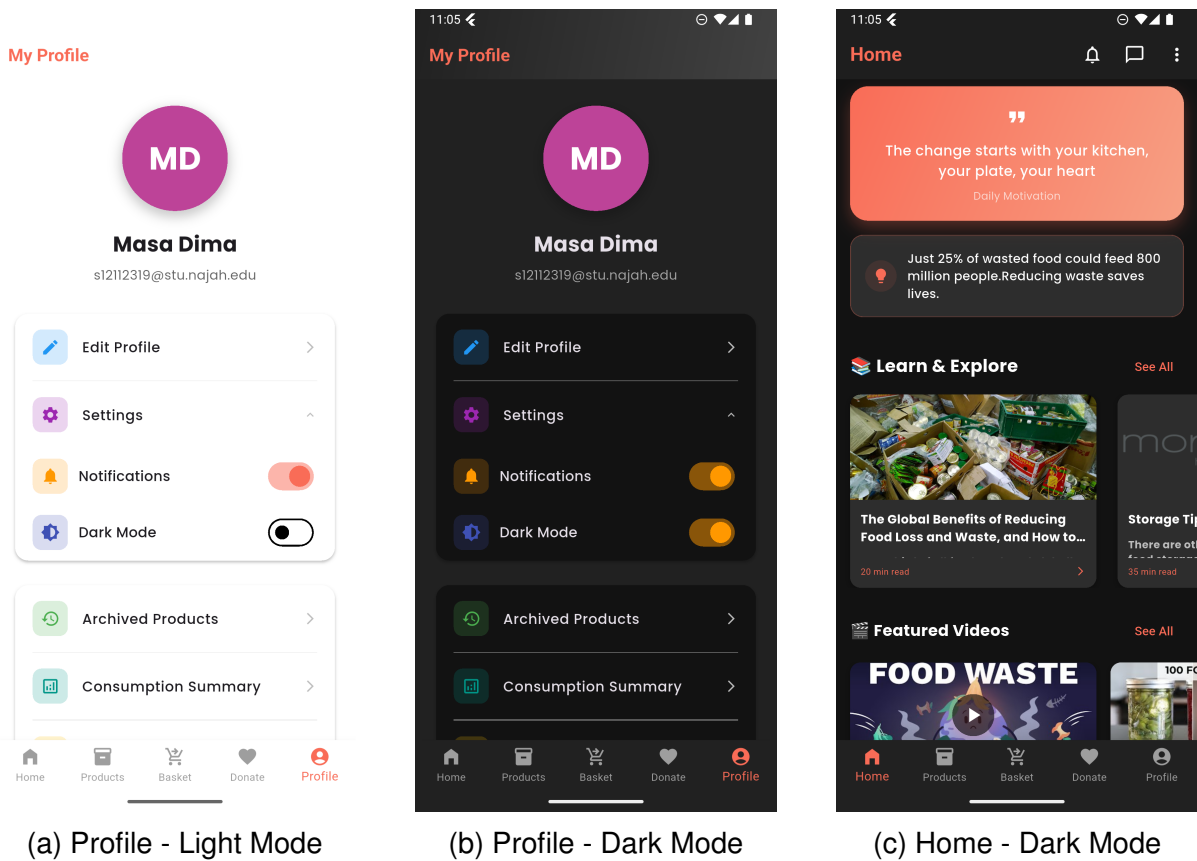 My Profile
MD
Masa Dima
s12112319@stu.najah.edu
Edit Profile
Settings
Notifications
Dark Mode
Archived Products
Consumption Summary
Home Products Basket Donate Profile
(a) Profile - Light Mode
11:05
My Profile
MD
Masa Dima
s12112319@stu.najah.edu
Edit Profile
Settings
Notifications
Dark Mode
Archived Products
Consumption Summary
Home Products Basket Donate Profile
(b) Profile - Dark Mode
11:05
Home
The change starts with your kitchen,
your plate, your heart
Daily Motivation
Just 25% of wasted food could feed 800
million people.Reducing waste saves
lives.
📚 Learn & Explore See All
The Global Benefits of Reducing
Food Loss and Waste, and How to...
20 min read
mor
Storage Tip
There are oth
35 min read
🎬 Featured Videos See All
FOOD WASTE
100 FO
Home Products Basket Donate Profile
(c) Home - Dark Mode